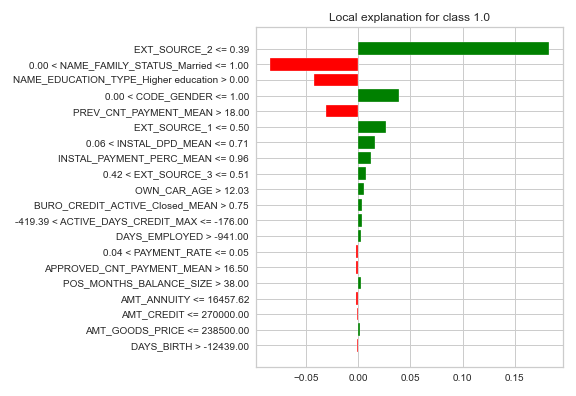 Local explanation for class 1.0
EXT_SOURCE_2 <= 0.39
0.00 < NAME_FAMILY_STATUS_Married <= 1.00
NAME_EDUCATION_TYPE_Higher education > 0.00
0.00 < CODE_GENDER <= 1.00
PREV_CNT_PAYMENT_MEAN > 18.00
EXT_SOURCE_1 <= 0.50
0.06 < INSTAL_DPD_MEAN <= 0.71
INSTAL_PAYMENT_PERC_MEAN <= 0.96
0.42 < EXT_SOURCE_3 <= 0.51
OWN_CAR_AGE > 12.03
BURO_CREDIT_ACTIVE_Closed_MEAN > 0.75
-419.39 < ACTIVE_DAYS_CREDIT_MAX <= -176.00
DAYS_EMPLOYED > -941.00
0.04 < PAYMENT_RATE <= 0.05
APPROVED_CNT_PAYMENT_MEAN > 16.50
POS_MONTHS_BALANCE_SIZE > 38.00
AMT_ANNUITY <= 16457.62
AMT_CREDIT <= 270000.00
AMT_GOODS_PRICE <= 238500.00
DAYS_BIRTH > -12439.00
−0.05 0.00 0.05 0.10 0.15